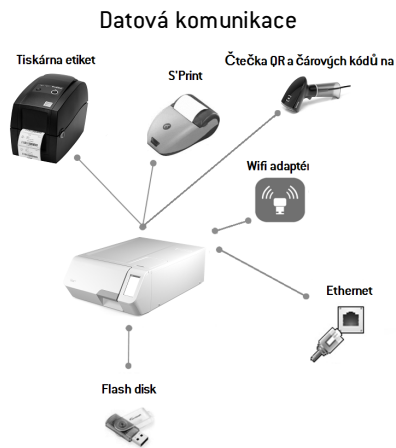 Datová komunikace
Tiskárna etiket
S'Print
Čtečka QR a čárových kódů na
Wifi adaptér
Ethernet
Flash disk